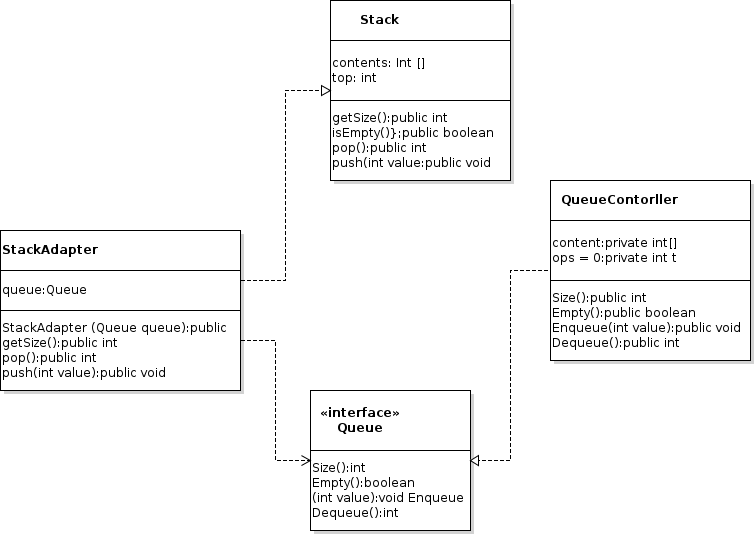 Stack
contents: Int []
top: int
getSize():public int
isEmpty()};public boolean
pop():public int
push(int value:public void
QueueContorller
content:private int[]
ops = 0:private int t
Size():public int
Empty():public boolean
Enqueue(int value):public void
Dequeue():public int
StackAdapter
queue:Queue
StackAdapter (Queue queue):public
getSize():public int
pop():public int
push(int value):public void
«interface»
Queue
Size():int
Empty():boolean
(int value):void Enqueue
Dequeue():int